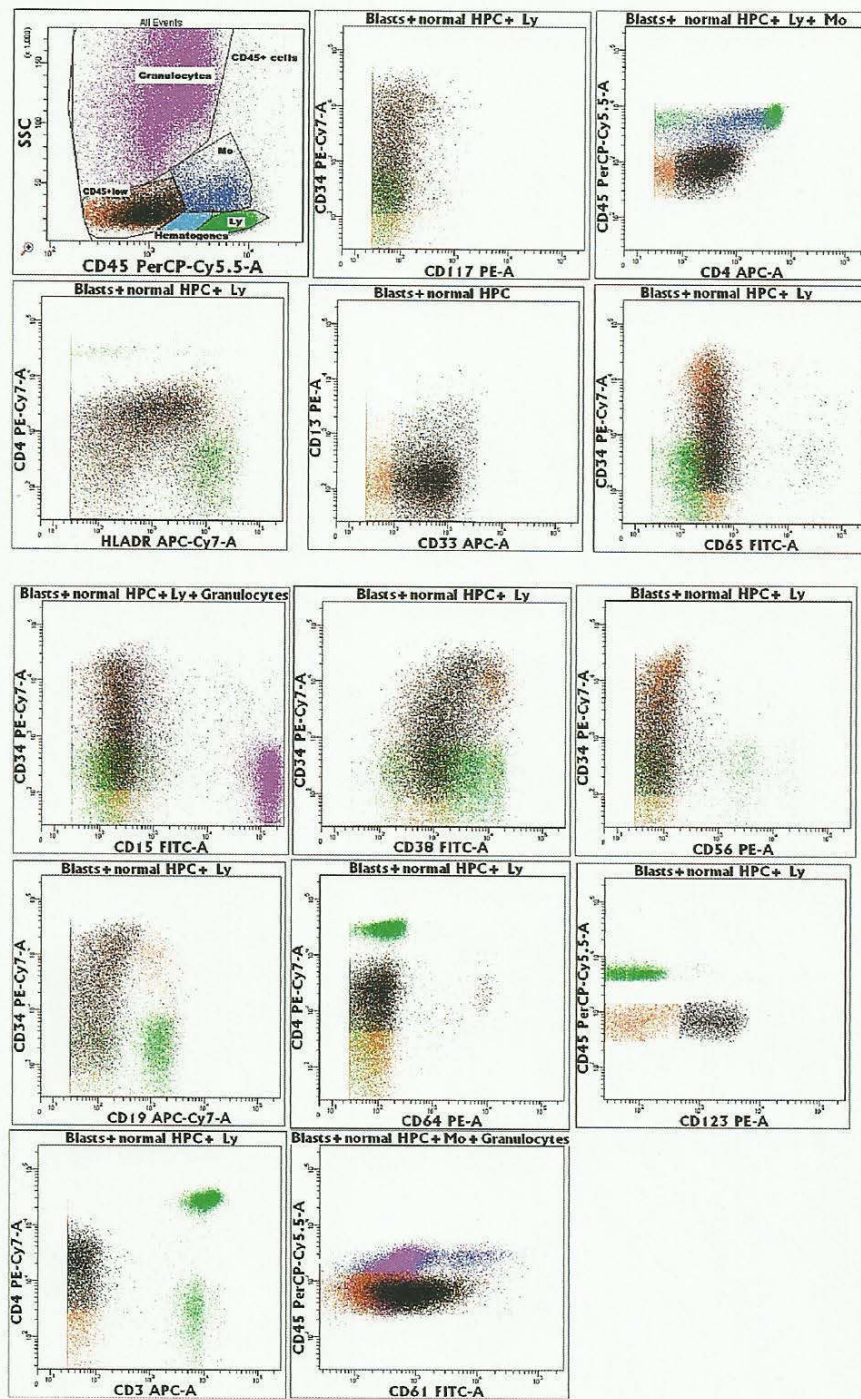 All Events
(x 1,000)
150
100
50
SSC
Granulocytes
CD45+ cells
Mo
CD45+low
Ly
Hematogones
CD45 PerCP-Cy5.5-A
Blasts+normal HPC+ Ly
CD34 PE-Cy7-A
CD117 PE-A
Blasts+ normal HPC+ Ly+ Mo
CD45 PerCP-Cy5.5-A
CD4 APC-A
Blasts+normal HPC+ Ly
CD4 PE-Cy7-A
HLADR APC-Cy7-A
Blasts+normal HPC
CD13 PE-A
CD33 APC-A
Blasts+normal HPC+ Ly
CD34 PE-Cy7-A
CD65 FITC-A
Blasts+normal HPC+Ly+Granulocytes
CD34 PE-Cy7-A
CD15 FITC-A
Blasts+normal HPC+ Ly
CD34 PE-Cy7-A
CD38 FITC-A
Blasts+normal HPC+ Ly
CD34 PE-Cy7-A
CD56 PE-A
Blasts+normal HPC+ Ly
CD34 PE-Cy7-A
CD19 APC-Cy7-A
Blasts+normal HPC+ Ly
CD4 PE-Cy7-A
CD64 PE-A
Blasts+normal HPC+ Ly
CD45 PerCP-Cy5.5-A
CD123 PE-A
Blasts+normal HPC+ Ly
CD4 PE-Cy7-A
CD3 APC-A
Blasts+normal HPC+Mo+Granulocytes
CD45 PerCP-Cy5.5-A
CD61 FITC-A